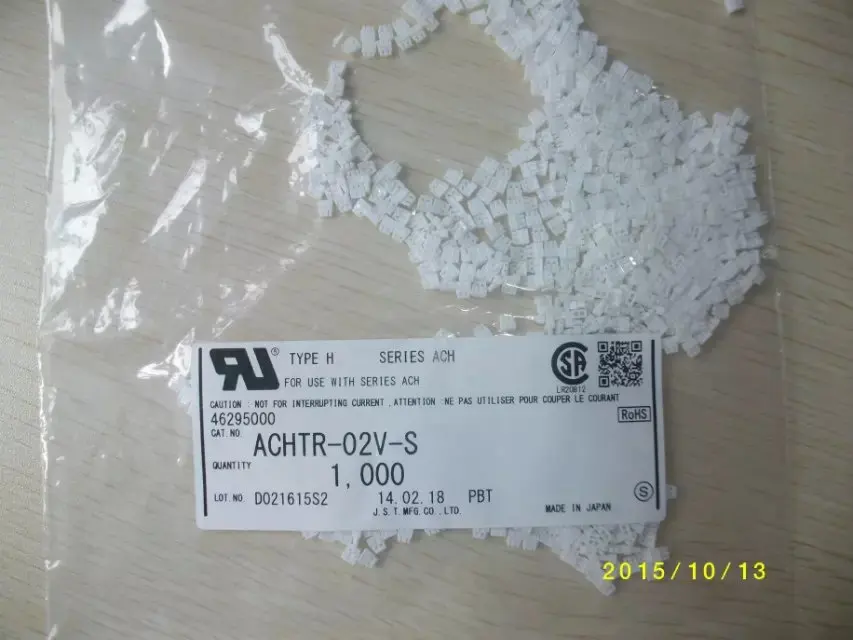 RU® TYPE H SERIES ACH
FOR USE WITH SERIES ACH
CSA
LR20812
CAUTION : NOT FOR INTERRUPTING CURRENT , ATTENTION : NE PAS UTILISER POUR COUPER LE COURANT
46295000
RoHS
CAT. NO. ACHTR-02V-S
QUANTITY 1,000
LOT. NO D021615S2 14.02.18 PBT
S
J.S.T.MFG.CO.,LTD.
MADE IN JAPAN
2015/10/13